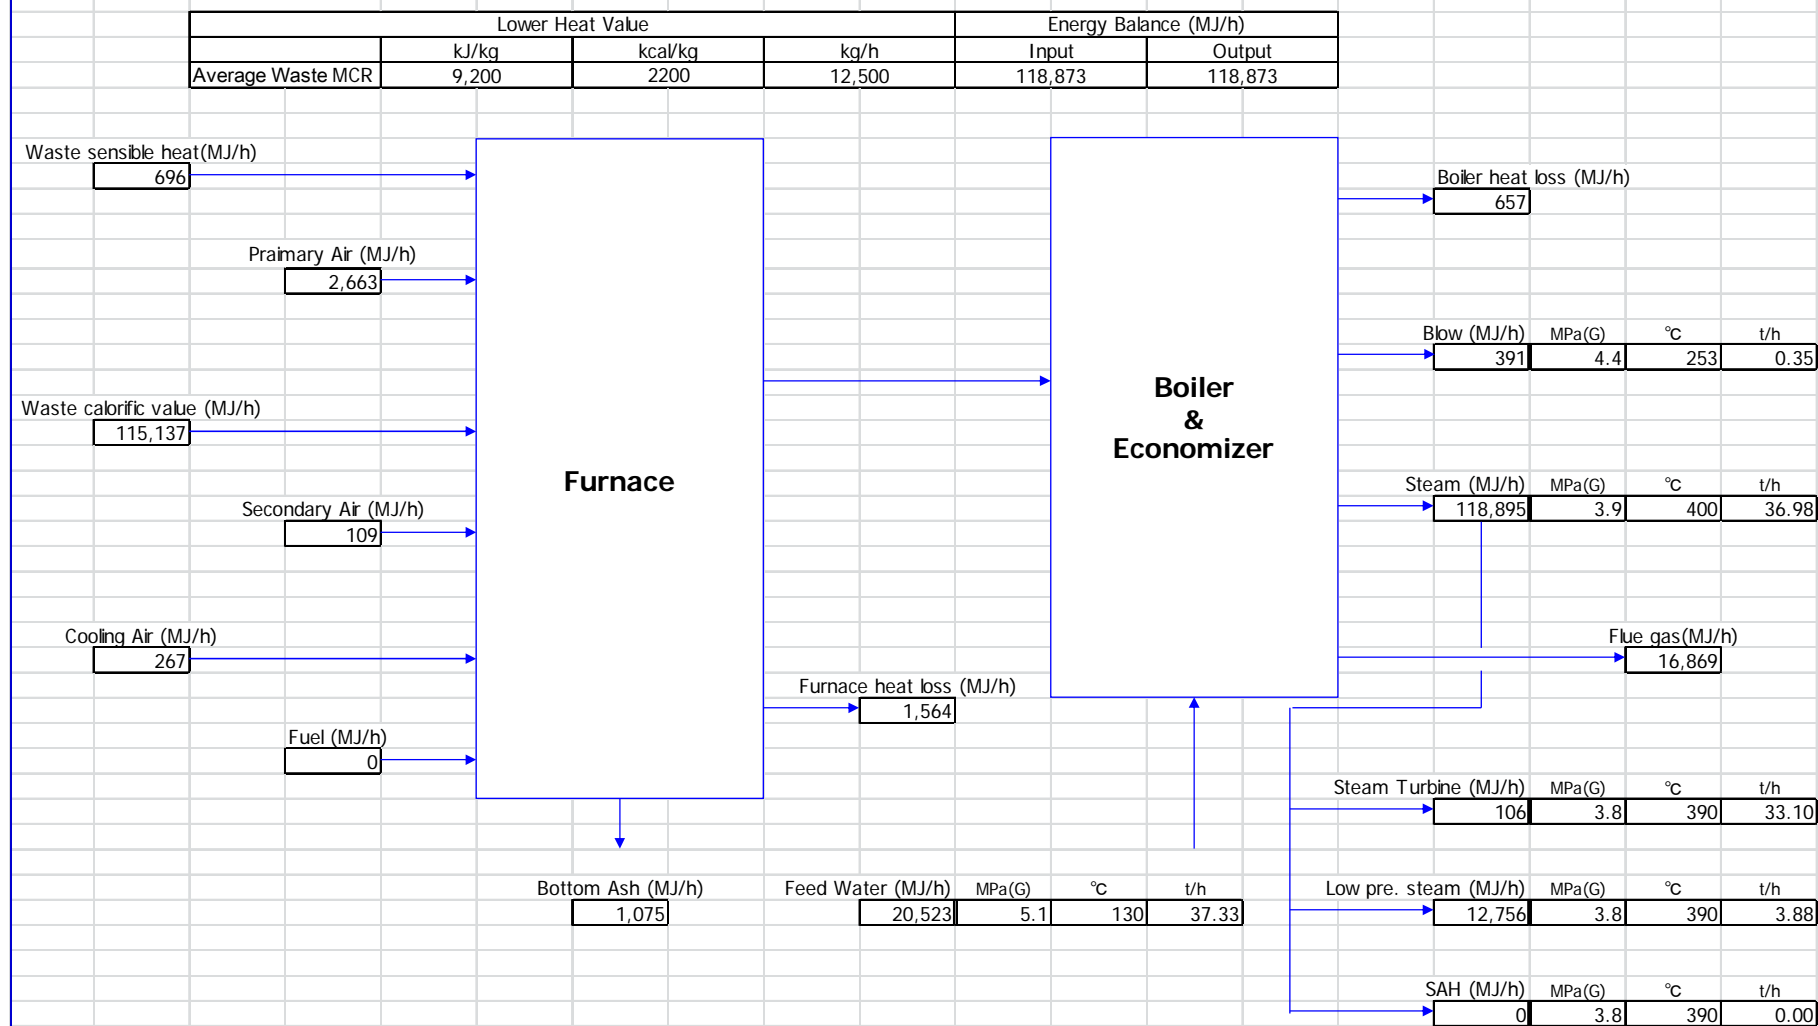 Lower Heat Value Energy Balance (MJ/h)
kJ/kg kcal/kg kg/h Input Output
Average Waste MCR 9,200 2200 12,500 118,873 118,873
Waste sensible heat(MJ/h)
696
Boiler heat loss (MJ/h)
657
Praimary Air (MJ/h)
2,663
Blow (MJ/h) MPa(G) °C t/h
391 4.4 253 0.35
Waste calorific value (MJ/h)
115,137
Boiler
&
Economizer
Furnace
Steam (MJ/h) MPa(G) °C t/h
118,895 3.9 400 36.98
Secondary Air (MJ/h)
109
Cooling Air (MJ/h)
267
Flue gas(MJ/h)
16,869
Furnace heat loss (MJ/h)
1,564
Fuel (MJ/h)
0
Steam Turbine (MJ/h) MPa(G) °C t/h
106 3.8 390 33.10
Bottom Ash (MJ/h)
1,075
Feed Water (MJ/h) MPa(G) °C t/h
20,523 5.1 130 37.33
Low pre. steam (MJ/h) MPa(G) °C t/h
12,756 3.8 390 3.88
SAH (MJ/h) MPa(G) °C t/h
0 3.8 390 0.00